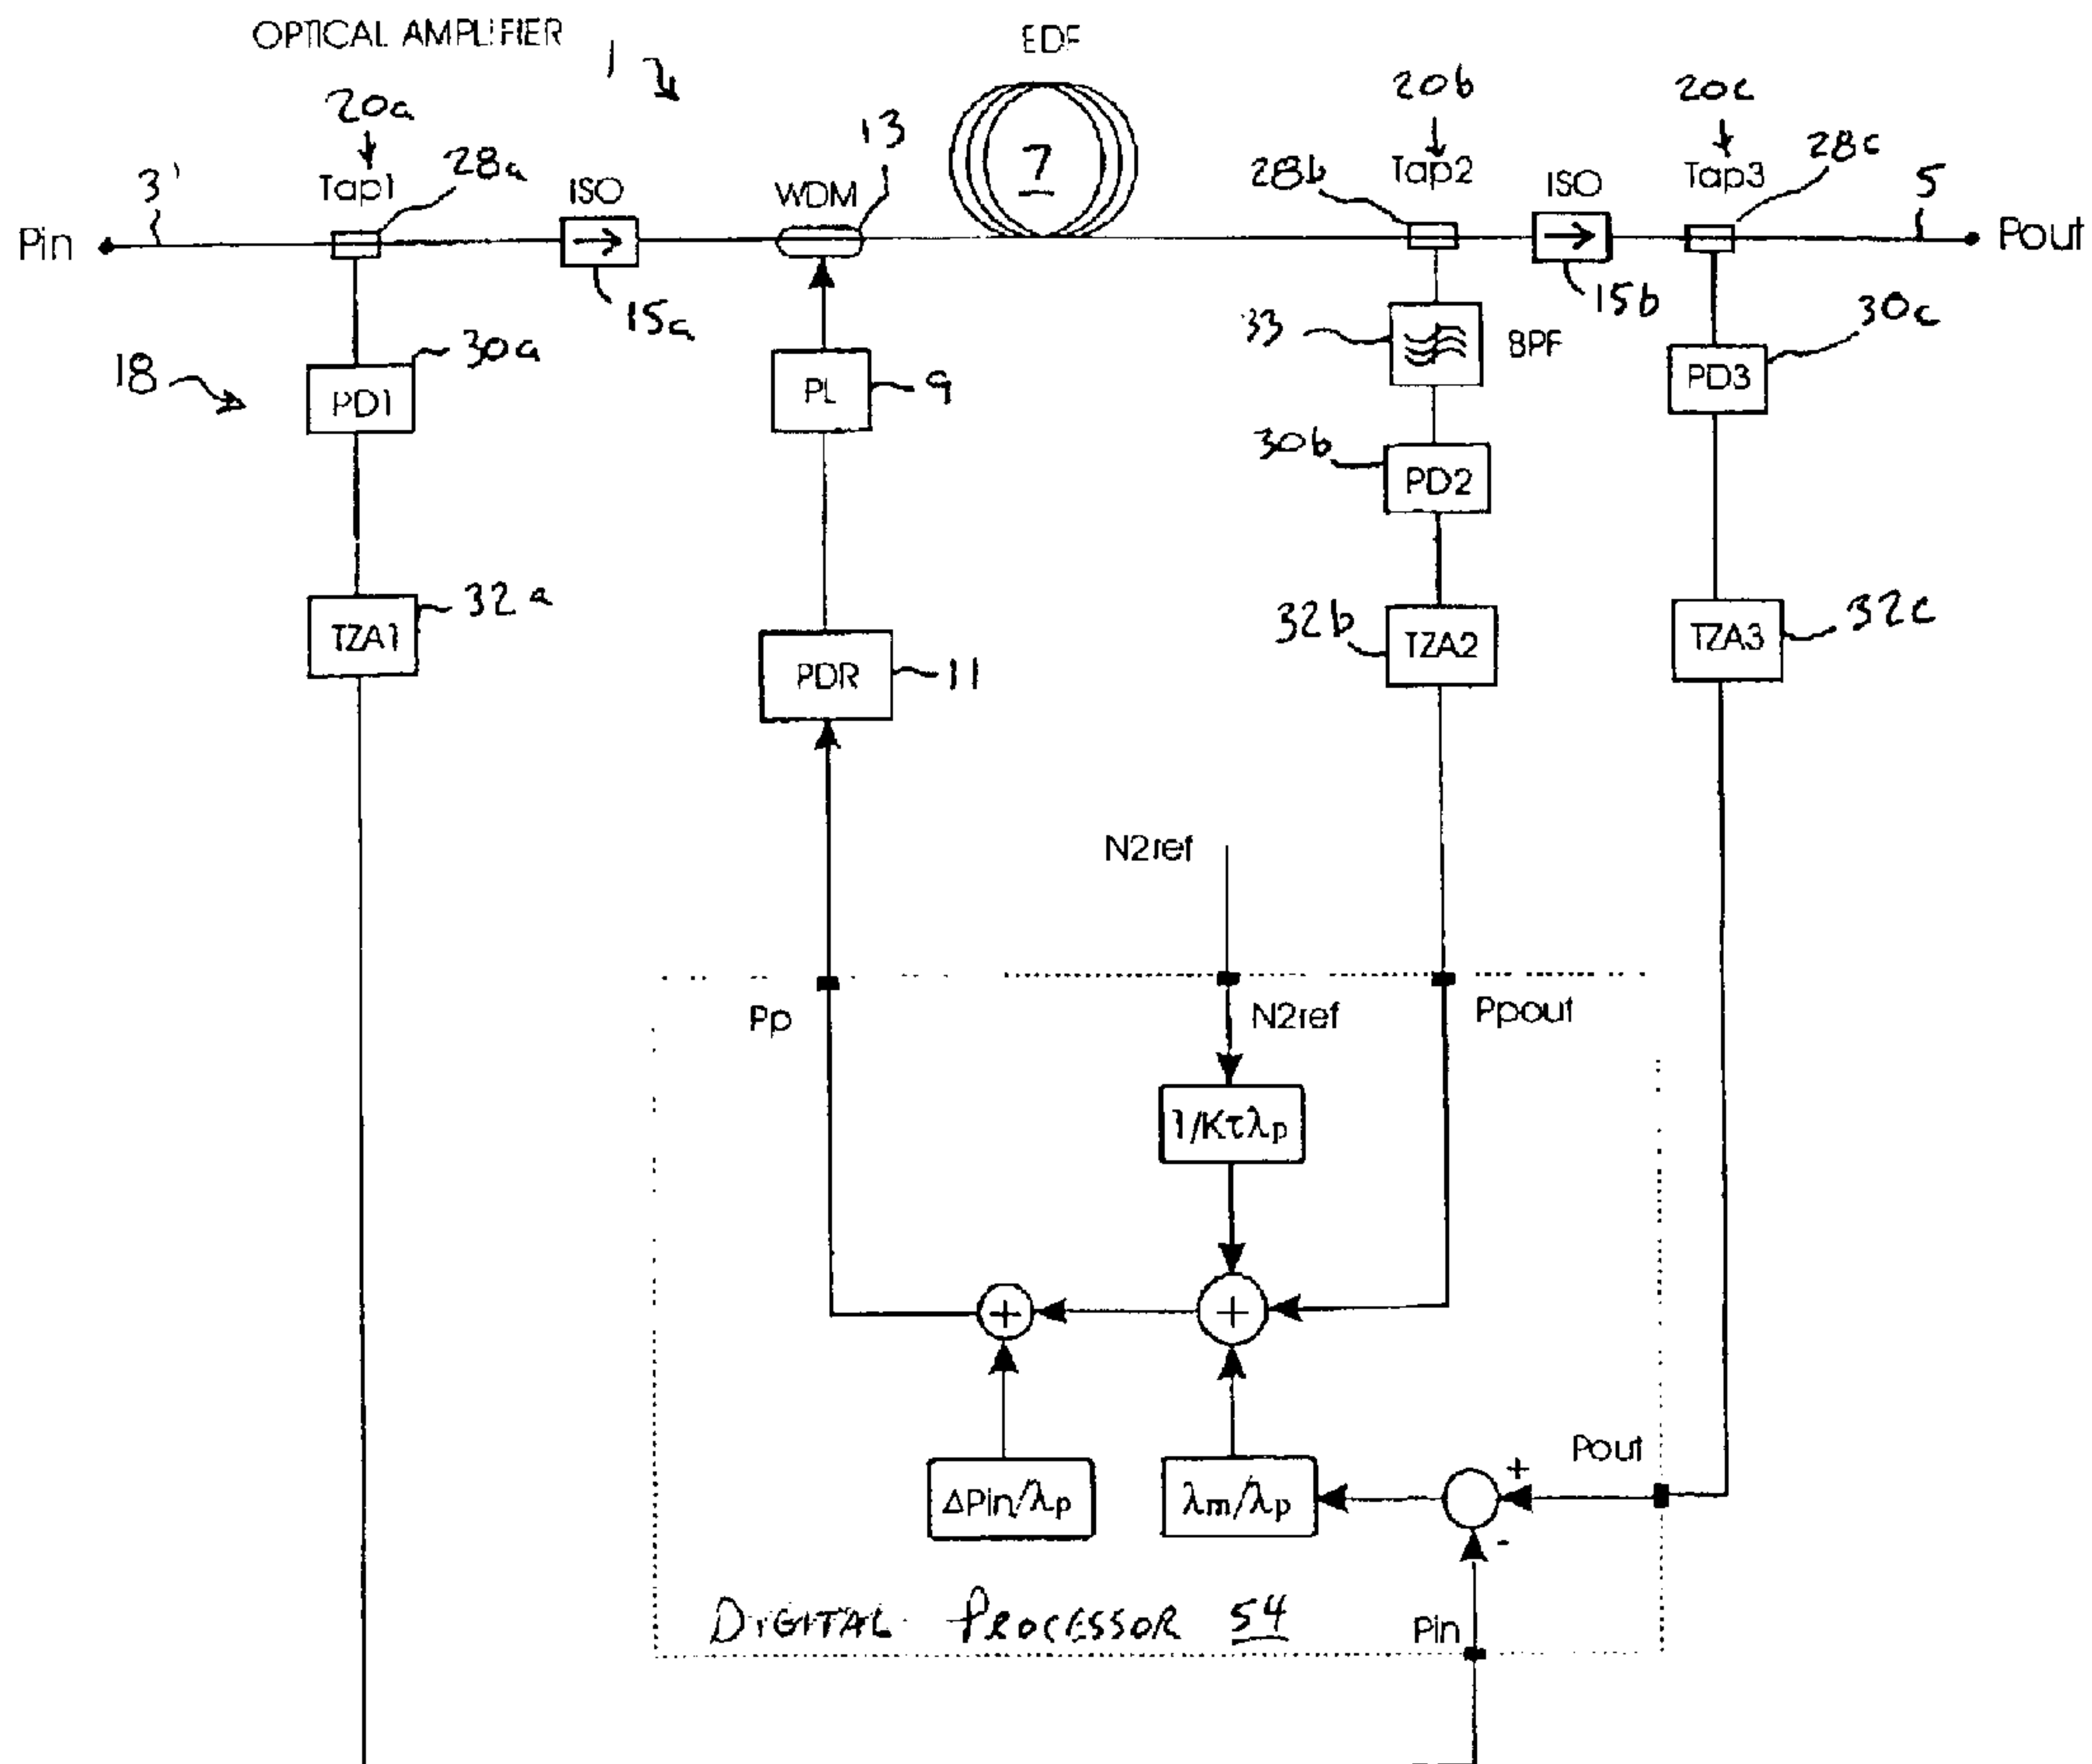 OPTICAL AMPLIFIER
1
EDF
20a
20b
20c
13
7
3'
Tap1
28a
ISO
WDM
28b
Tap2
ISO
Tap3
28c
5
Pin
Pout
15a
15b
18
30a
PD1
PL
9
33
BPF
30c
PD3
30b
PD2
TZA1
32a
PDR
11
32b
TZA2
TZA3
32c
N2ref
Pp
N2ref
Ppout
1/Kτλp
+
+
ΔPin/λp
λm/λp
+
Pout
-
DIGITAL PROCESSOR 54
Pin